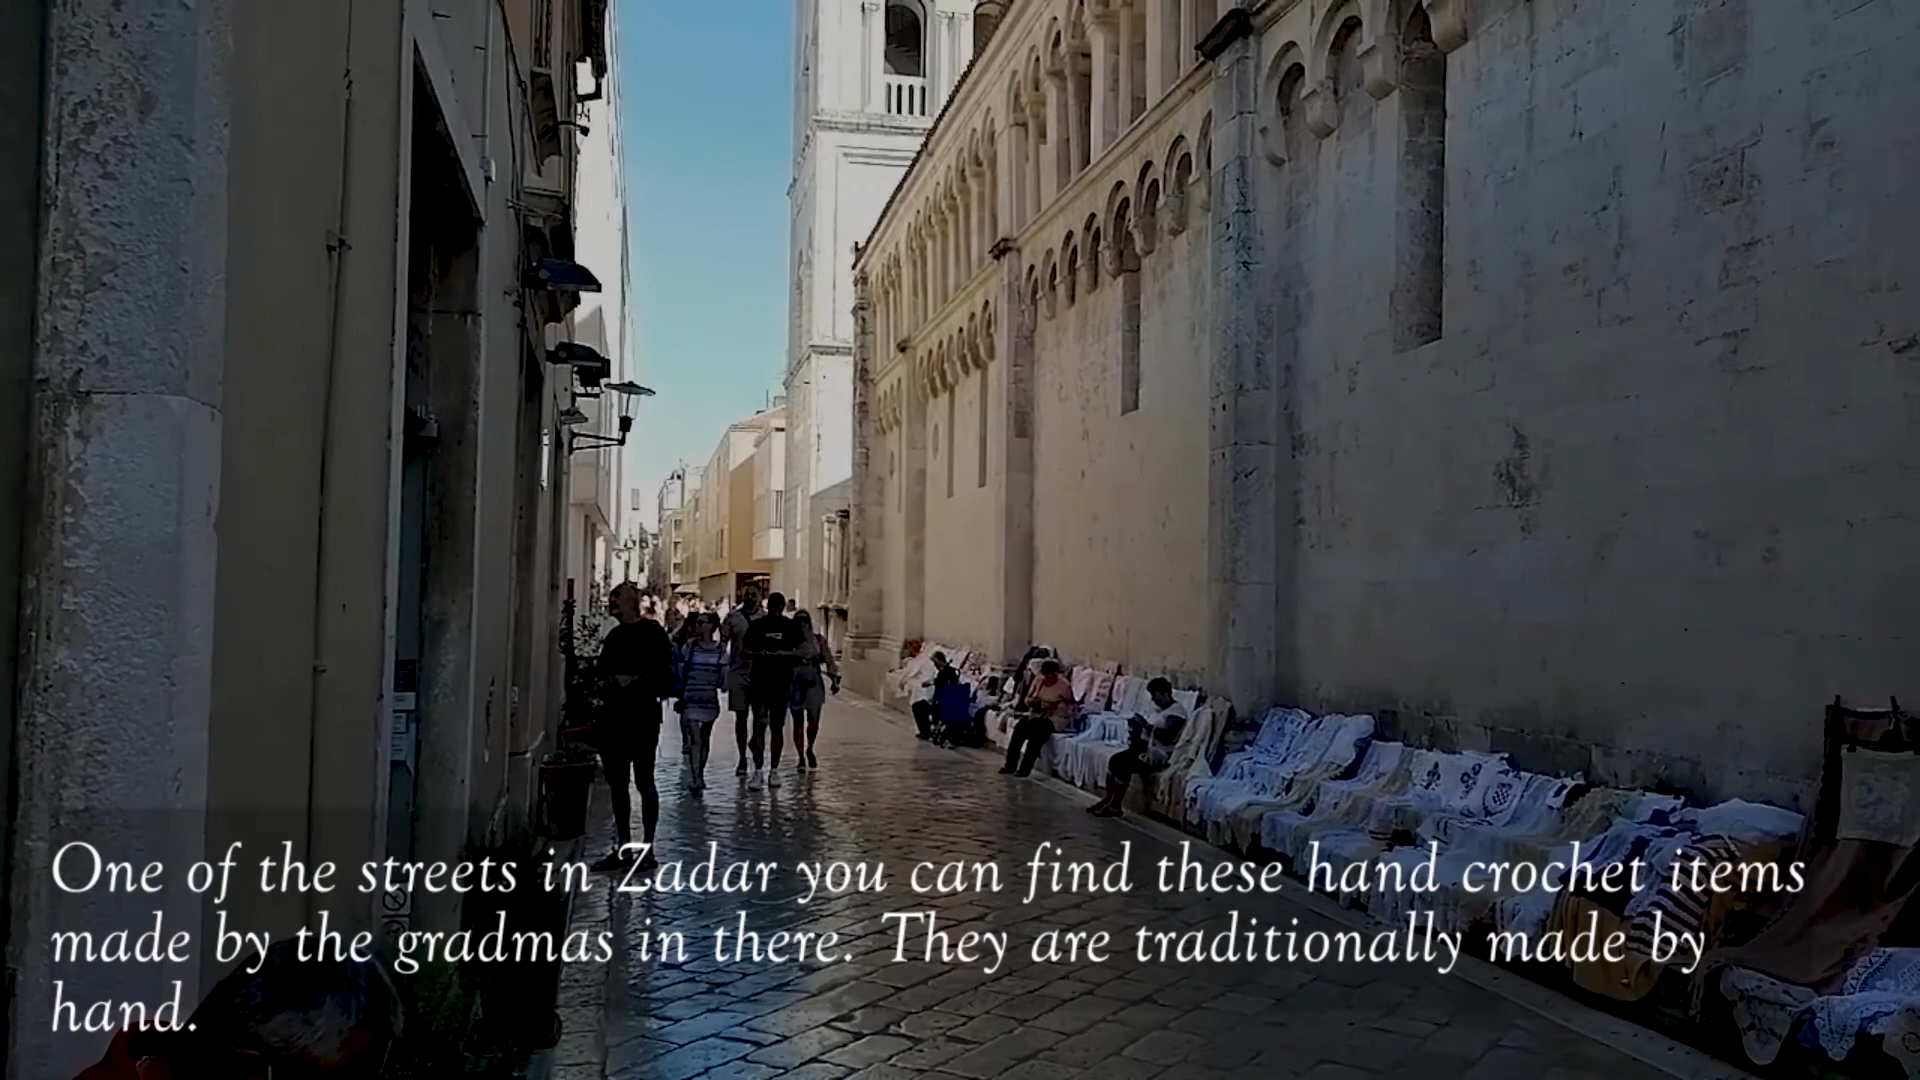 One of the streets in Zadar you can find these hand crochet items
made by the gradmas in there. They are traditionally made by
hand.